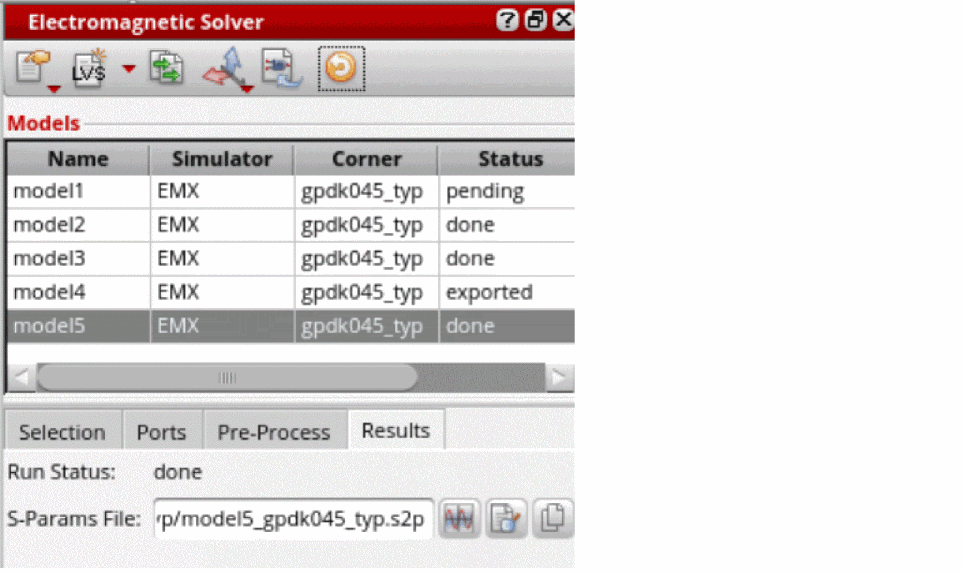 Electromagnetic Solver
LVS
Models
Name Simulator Corner Status
model1 EMX gpdk045_typ pending
model2 EMX gpdk045_typ done
model3 EMX gpdk045_typ done
model4 EMX gpdk045_typ exported
model5 EMX gpdk045_typ done
Selection Ports Pre-Process Results
Run Status: done
S-Params File: p/model5_gpdk045_typ.s2p